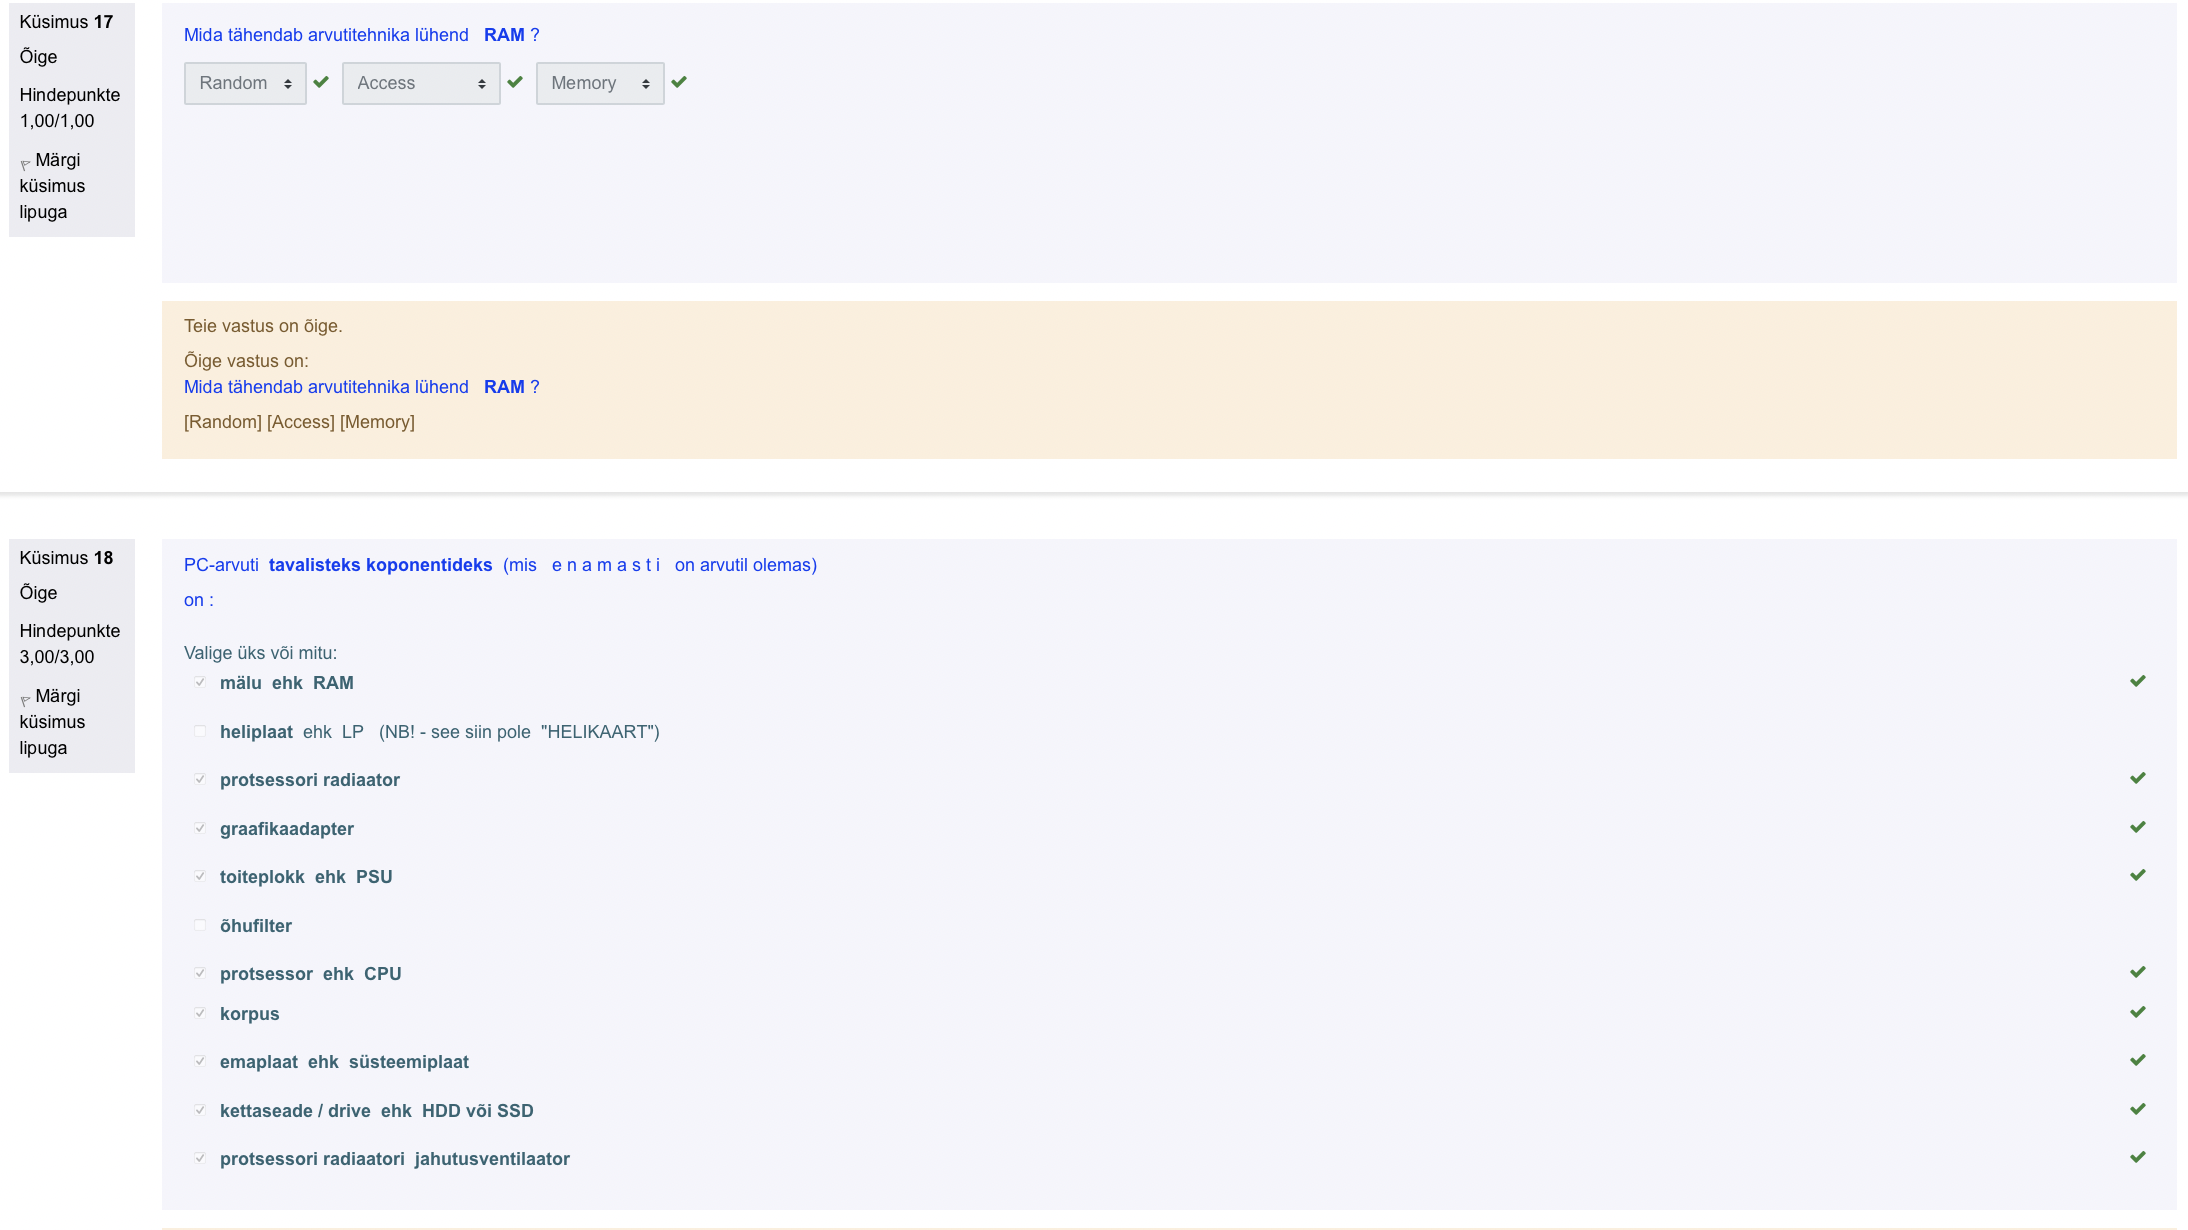 Küsimus 17
Õige
Hindepunkte
1,00/1,00
Märgi
küsimus
lipuga
Mida tähendab arvutitehnika lühend RAM ?
Random Access Memory
Teie vastus on õige.
Õige vastus on:
Mida tähendab arvutitehnika lühend RAM ?
[Random] [Access] [Memory]
Küsimus 18
Õige
Hindepunkte
3,00/3,00
Märgi
küsimus
lipuga
PC-arvuti tavalisteks koponentideks (mis e n a m a s t i on arvutil olemas)
on :
Valige üks või mitu:
mälu ehk RAM
heliplaat ehk LP (NB! - see siin pole "HELIKAART")
protsessori radiaator
graafikaadapter
toiteplokk ehk PSU
õhufilter
protsessor ehk CPU
korpus
emaplaat ehk süsteemiplaat
kettaseade / drive ehk HDD või SSD
protsessori radiaatori jahutusventilaator